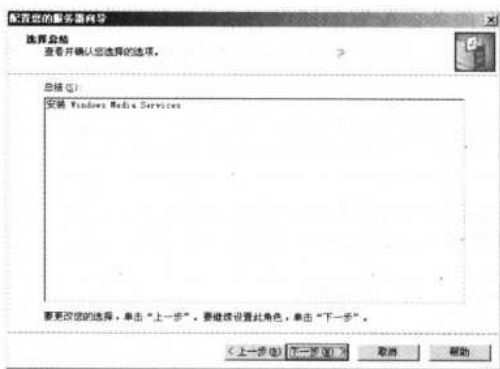 配置您的服务器向导
选择总结
查看并确认您选择的选项。
总结(S):
安装 Windows Media Services
要更改您的选择，单击“上一步”。要继续设置此角色，单击“下一步”。
< 上一步(B) 下一步(N) > 取消 帮助